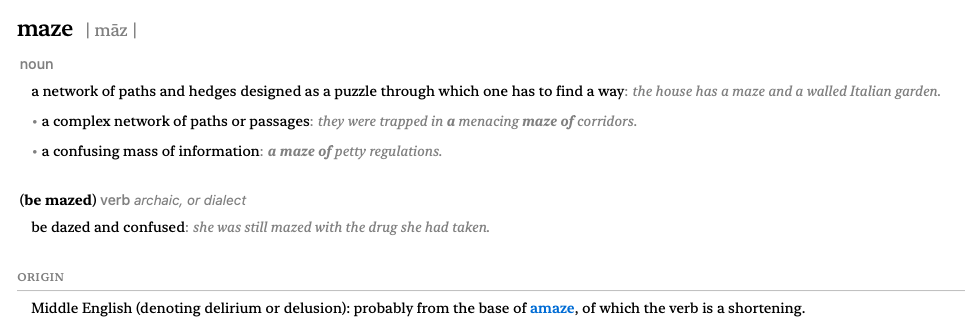 maze | māz |
noun
a network of paths and hedges designed as a puzzle through which one has to find a way: the house has a maze and a walled Italian garden.
• a complex network of paths or passages: they were trapped in a menacing maze of corridors.
• a confusing mass of information: a maze of petty regulations.
(be mazed) verb archaic, or dialect
be dazed and confused: she was still mazed with the drug she had taken.
ORIGIN
Middle English (denoting delirium or delusion): probably from the base of amaze, of which the verb is a shortening.